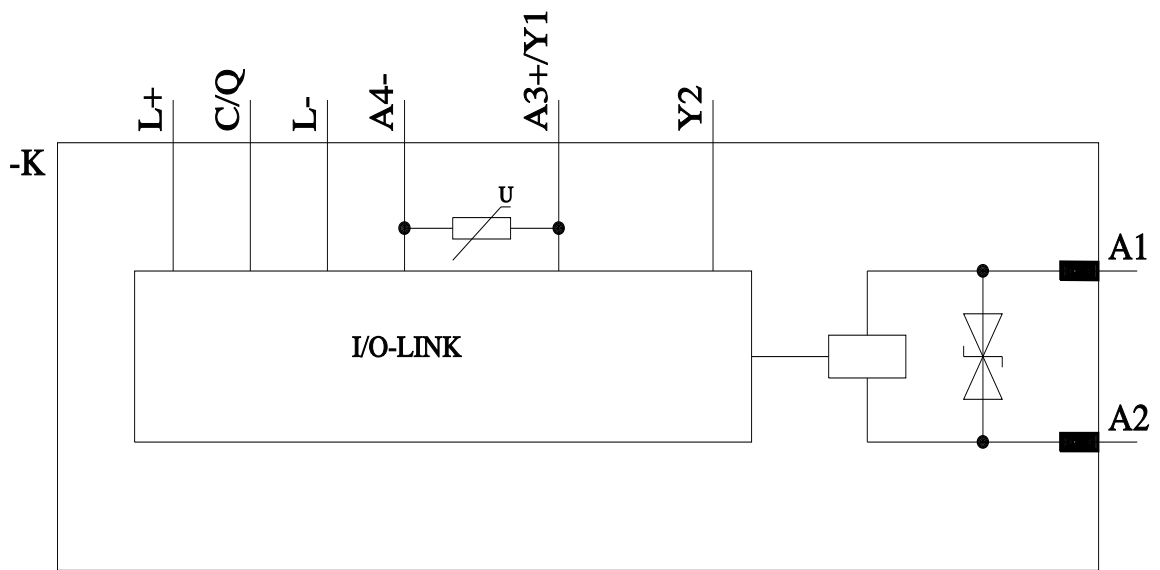 L+
C/Q
L-
A4-
A3+/Y1
Y2
-K
U
A1
I/O-LINK
A2